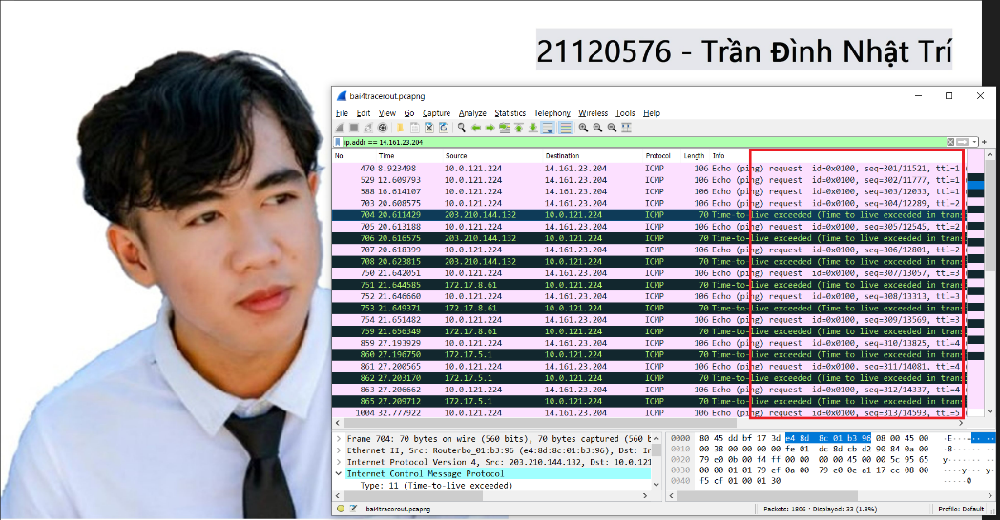 21120576 - Trần Đình Nhật Trí
bai4tracerout.pcapng
File Edit View Go Capture Analyze Statistics Telephony Wireless Tools Help
ip.addr == 14.161.23.204
No. Time Source Destination Protocol Length Info
470 8.923498 10.0.121.224 14.161.23.204 ICMP 106 Echo (ping) request id=0x0100, seq=301/11521, ttl=1
529 12.609793 10.0.121.224 14.161.23.204 ICMP 106 Echo (ping) request id=0x0100, seq=302/11777, ttl=1
588 16.614107 10.0.121.224 14.161.23.204 ICMP 106 Echo (ping) request id=0x0100, seq=303/12033, ttl=1
703 20.608575 10.0.121.224 14.161.23.204 ICMP 106 Echo (ping) request id=0x0100, seq=304/12289, ttl=2
704 20.611429 203.210.144.132 10.0.121.224 ICMP 70 Time-to-live exceeded (Time to live exceeded in trans
705 20.613188 10.0.121.224 14.161.23.204 ICMP 106 Echo (ping) request id=0x0100, seq=305/12545, ttl=2
706 20.616575 203.210.144.132 10.0.121.224 ICMP 70 Time-to-live exceeded (Time to live exceeded in trans
707 20.618399 10.0.121.224 14.161.23.204 ICMP 106 Echo (ping) request id=0x0100, seq=306/12801, ttl=2
708 20.623815 203.210.144.132 10.0.121.224 ICMP 70 Time-to-live exceeded (Time to live exceeded in trans
750 21.642051 10.0.121.224 14.161.23.204 ICMP 106 Echo (ping) request id=0x0100, seq=307/13057, ttl=3
751 21.644585 172.17.8.61 10.0.121.224 ICMP 70 Time-to-live exceeded (Time to live exceeded in trans
752 21.646660 10.0.121.224 14.161.23.204 ICMP 106 Echo (ping) request id=0x0100, seq=308/13313, ttl=3
753 21.649371 172.17.8.61 10.0.121.224 ICMP 70 Time-to-live exceeded (Time to live exceeded in trans
754 21.651482 10.0.121.224 14.161.23.204 ICMP 106 Echo (ping) request id=0x0100, seq=309/13569, ttl=3
759 21.656349 172.17.8.61 10.0.121.224 ICMP 70 Time-to-live exceeded (Time to live exceeded in trans
859 27.193929 10.0.121.224 14.161.23.204 ICMP 106 Echo (ping) request id=0x0100, seq=310/13825, ttl=4
860 27.196750 172.17.5.1 10.0.121.224 ICMP 70 Time-to-live exceeded (Time to live exceeded in trans
861 27.200565 10.0.121.224 14.161.23.204 ICMP 106 Echo (ping) request id=0x0100, seq=311/14081, ttl=4
862 27.203170 172.17.5.1 10.0.121.224 ICMP 70 Time-to-live exceeded (Time to live exceeded in trans
863 27.206662 10.0.121.224 14.161.23.204 ICMP 106 Echo (ping) request id=0x0100, seq=312/14337, ttl=4
865 27.209712 172.17.5.1 10.0.121.224 ICMP 70 Time-to-live exceeded (Time to live exceeded in trans
1004 32.777922 10.0.121.224 14.161.23.204 ICMP 106 Echo (ping) request id=0x0100, seq=313/14593, ttl=5
Frame 704: 70 bytes on wire (560 bits), 70 bytes captured (560 b
Ethernet II, Src: Routerbo_01:b3:96 (e4:8d:8c:01:b3:96), Dst: In
Internet Protocol Version 4, Src: 203.210.144.132, Dst: 10.0.121
Internet Control Message Protocol
Type: 11 (Time-to-live exceeded)
0000 80 45 dd bf 17 3d e4 8d 8c 01 b3 96 08 00 45 00 ·E···=·· ······E·
0010 00 38 00 00 00 00 fe 01 dc 8d cb d2 90 84 0a 00 ·8······ ········
0020 79 e0 0b 00 f4 ff 00 00 00 00 45 00 00 5c 95 65 y······· ··E··\·e
0030 00 00 01 01 79 ef 0a 00 79 e0 0e a1 17 cc 08 00 ····y··· y·······
0040 f5 cf 01 00 01 30 ·····0
bai4tracerout.pcapng Packets: 1806 · Displayed: 33 (1.8%) Profile: Default